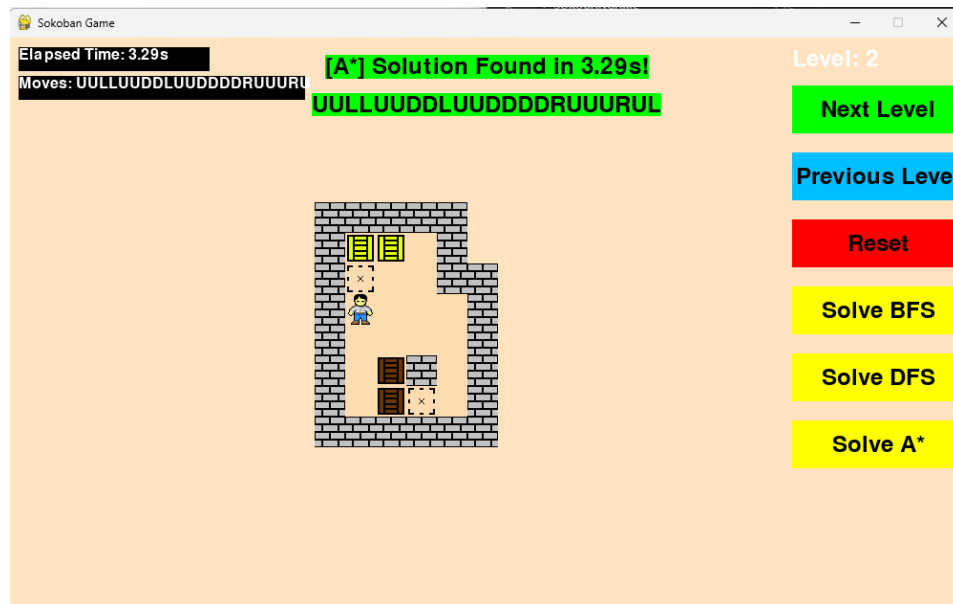 Sokoban Game
Elapsed Time: 3.29s
Moves: UULLUUDDLUUDDDDRUUURU
[A*] Solution Found in 3.29s!
UULLUUDDLUUDDDDRUUURUL
Level: 2
Next Level
Previous Leve
Reset
Solve BFS
Solve DFS
Solve A*